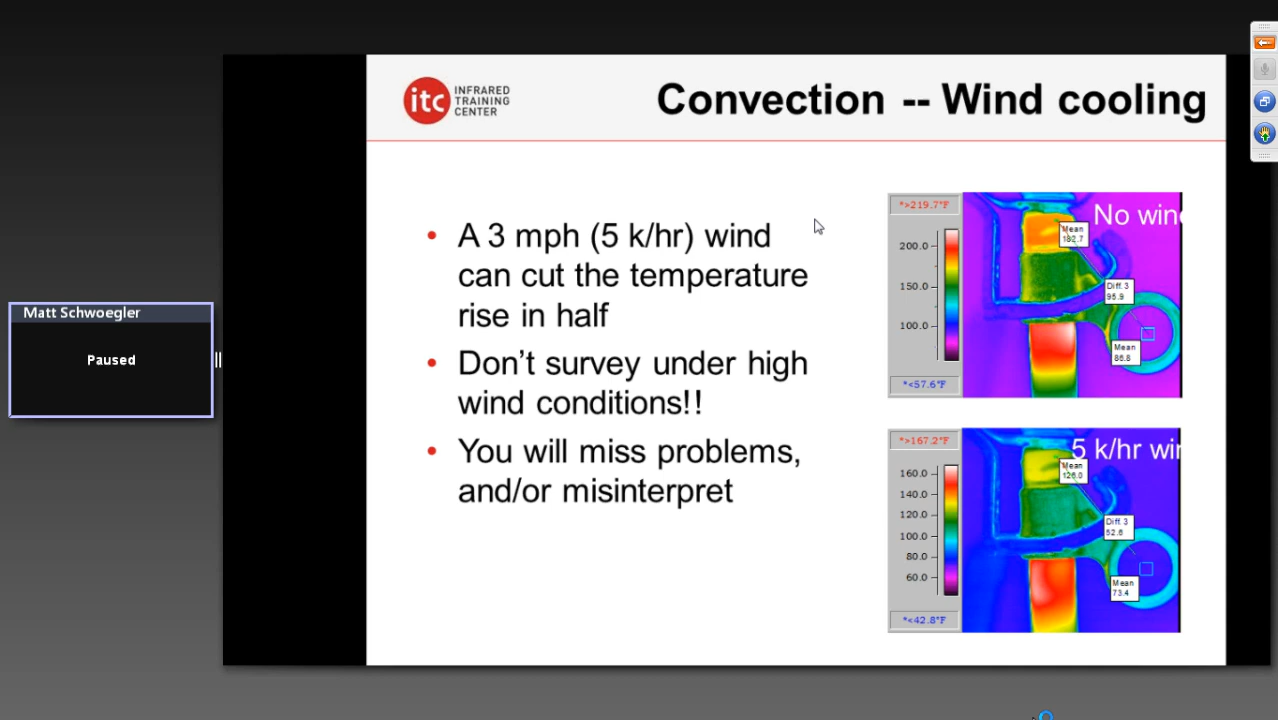 itc INFRARED
TRAINING
CENTER
Convection -- Wind cooling
• A 3 mph (5 k/hr) wind
can cut the temperature
rise in half
• Don’t survey under high
wind conditions!!
• You will miss problems,
and/or misinterpret
*>219.7°F
200.0
150.0
100.0
*<57.6°F
No wind
Mean
182.7
Diff. 3
95.9
Mean
86.8
*>167.2°F
160.0
140.0
120.0
100.0
80.0
60.0
*<42.8°F
5 k/hr win
Mean
126.0
Diff. 3
52.6
Mean
73.4
Matt Schwoegler
Paused